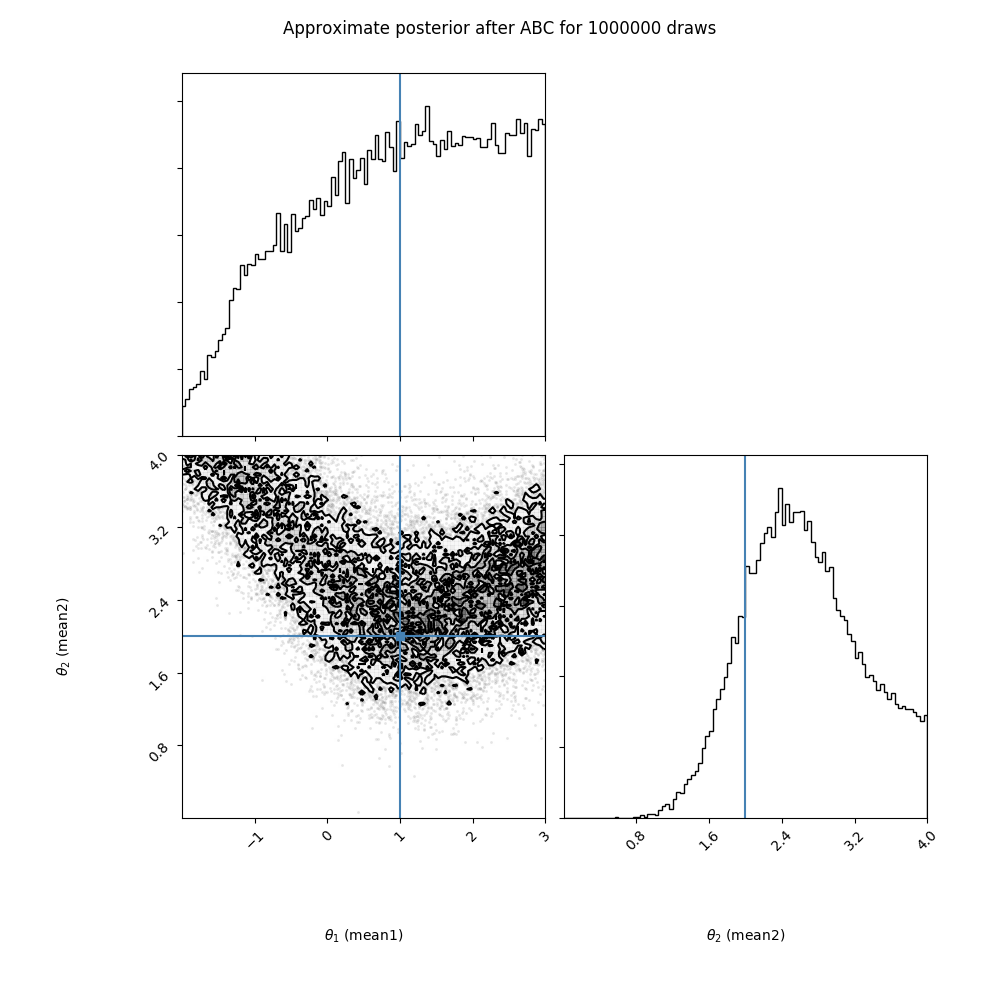 Approximate posterior after ABC for 1000000 draws
4.0
3.2
2.4
1.6
0.8
θ₂ (mean2)
−1 0 1 2 3
0.8 1.6 2.4 3.2 4.0
θ₁ (mean1) θ₂ (mean2)